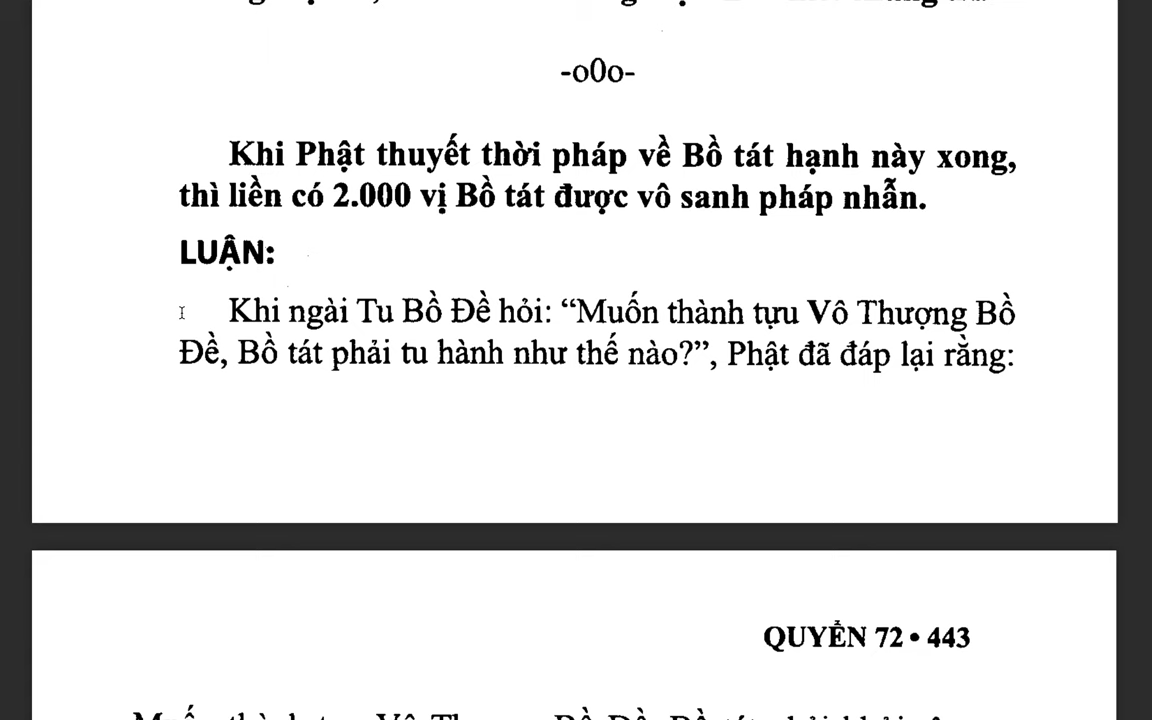 -o0o-
Khi Phật thuyết thời pháp về Bồ tát hạnh này xong,
thì liền có 2.000 vị Bồ tát được vô sanh pháp nhẫn.
LUẬN:
Khi ngài Tu Bồ Đề hỏi: “Muốn thành tựu Vô Thượng Bồ
Đề, Bồ tát phải tu hành như thế nào?”, Phật đã đáp lại rằng:
QUYỂN 72 • 443